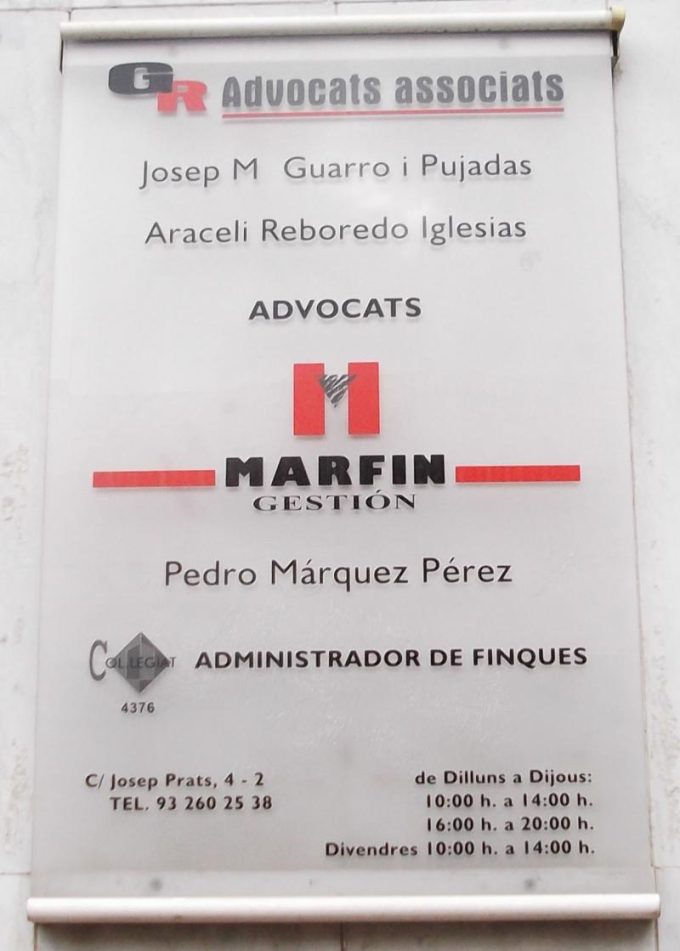 GR Advocats associats
Josep M Guarro i Pujadas
Araceli Reboredo Iglesias
ADVOCATS
M
MARFIN
GESTIÓN
Pedro Márquez Pérez
COL.LEGIAT ADMINISTRADOR DE FINQUES
4376
C/ Josep Prats, 4 - 2
TEL. 93 260 25 38
de Dilluns a Dijous:
10:00 h. a 14:00 h.
16:00 h. a 20:00 h.
Divendres 10:00 h. a 14:00 h.